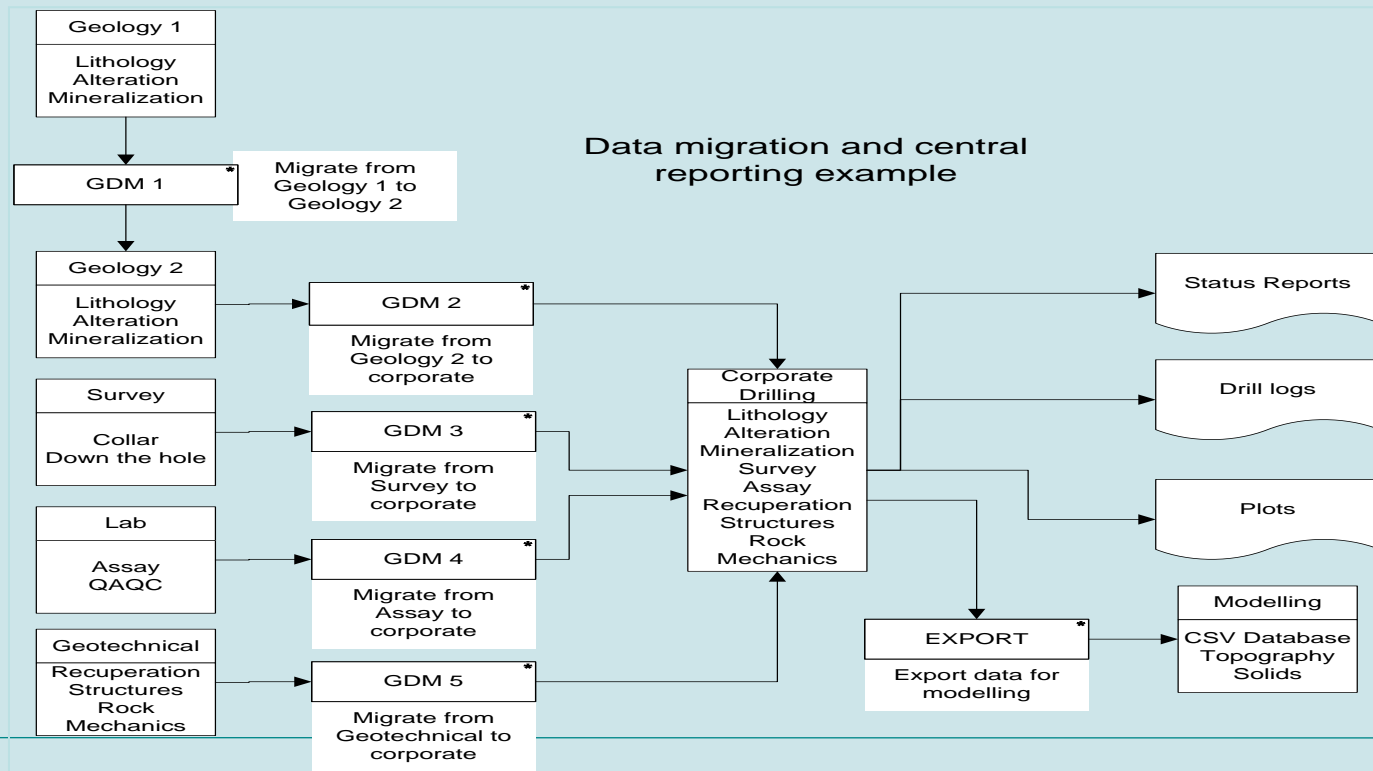 Geology 1
Lithology
Alteration
Mineralization
Data migration and central
reporting example
GDM 1
*
Migrate from
Geology 1 to
Geology 2
Geology 2
Lithology
Alteration
Mineralization
GDM 2
*
Migrate from
Geology 2 to
corporate
Survey
Collar
Down the hole
GDM 3
*
Migrate from
Survey to
corporate
Lab
Assay
QAQC
GDM 4
*
Migrate from
Assay to
corporate
Geotechnical
Recuperation
Structures
Rock
Mechanics
GDM 5
*
Migrate from
Geotechnical to
corporate
Corporate
Drilling
Lithology
Alteration
Mineralization
Survey
Assay
Recuperation
Structures
Rock
Mechanics
Status Reports
Drill logs
Plots
EXPORT
*
Export data for
modelling
Modelling
CSV Database
Topography
Solids